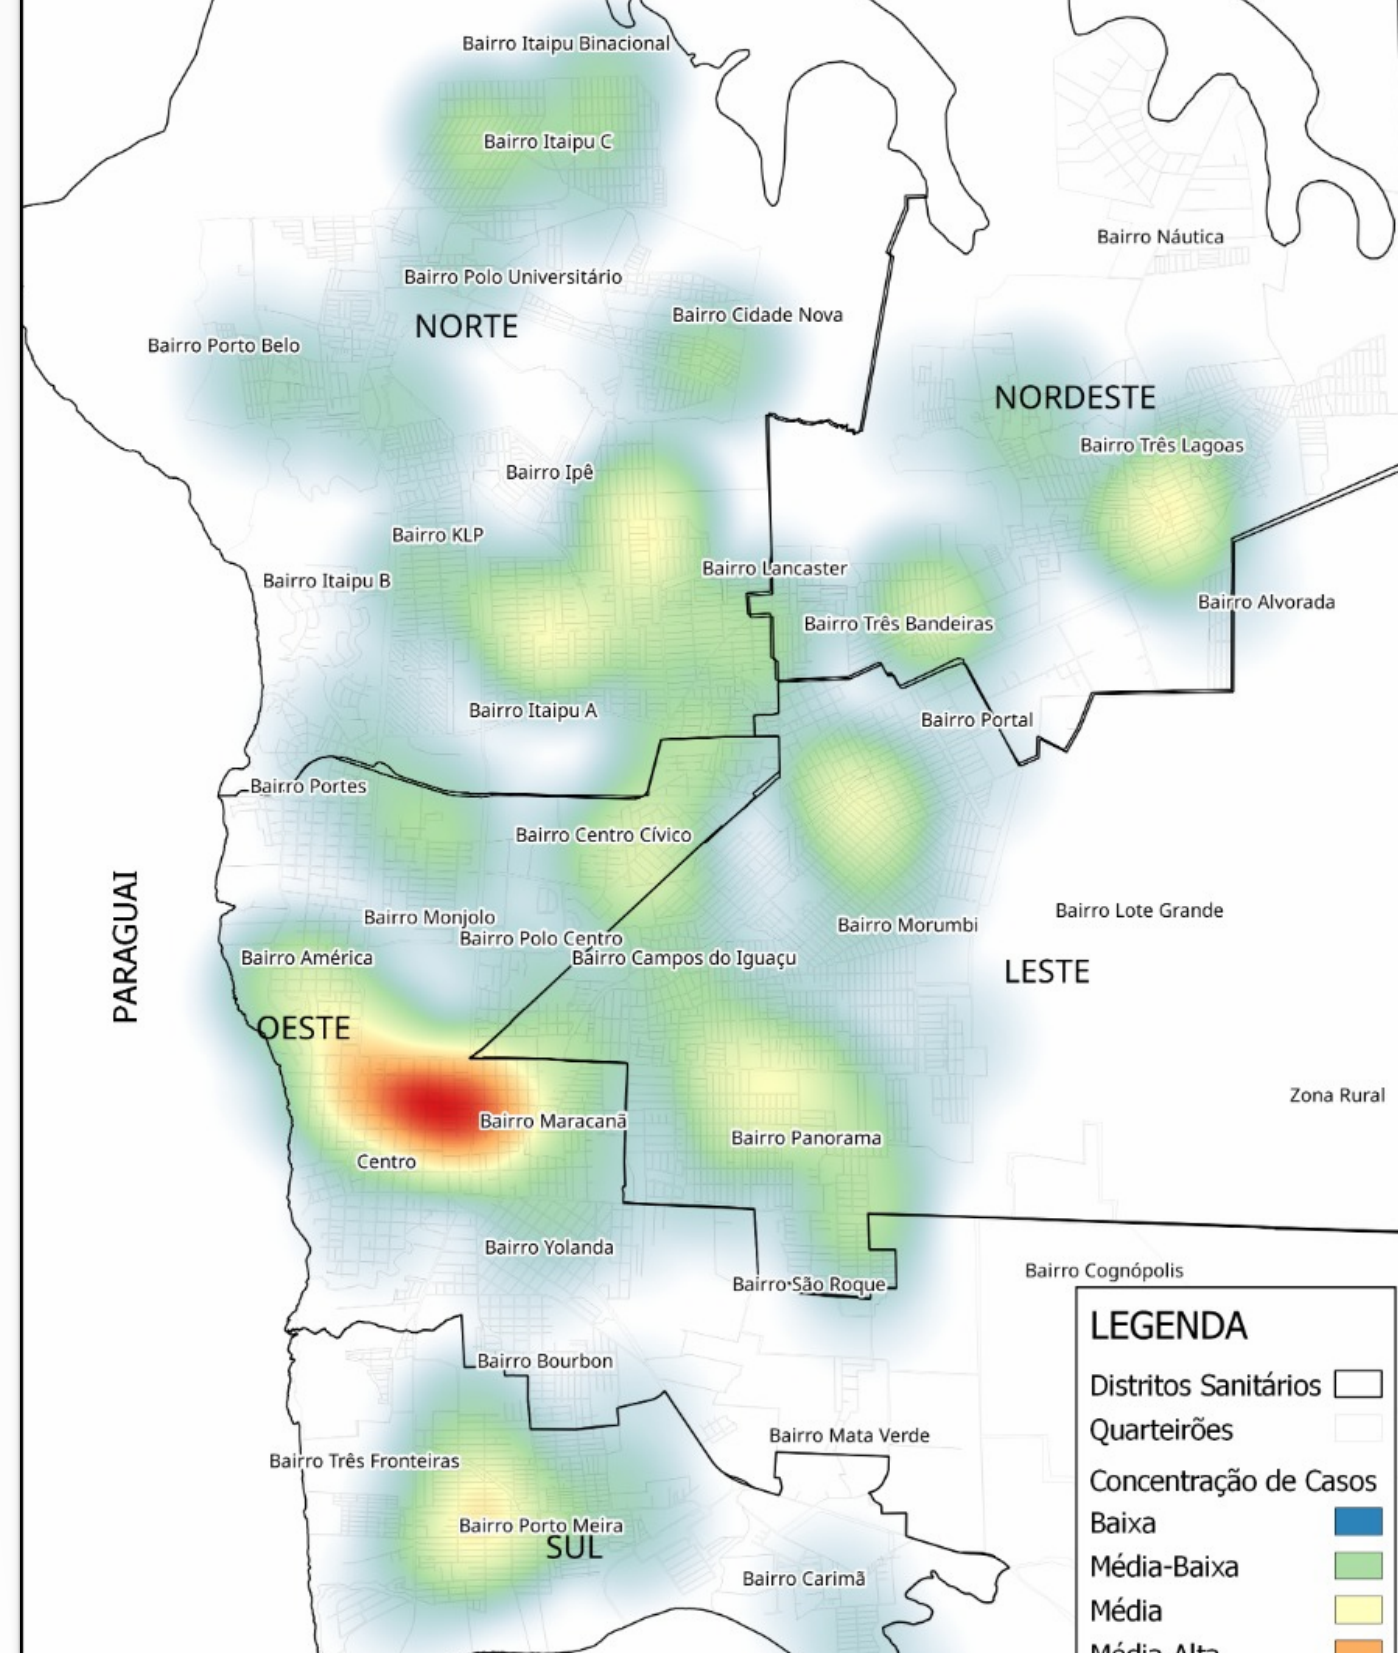 Bairro Itaipu Binacional
Bairro Itaipu C
Bairro Náutica
Bairro Polo Universitário
Bairro Cidade Nova
NORTE
Bairro Porto Belo
NORDESTE
Bairro Três Lagoas
Bairro Ipê
Bairro KLP
Bairro Lancaster
Bairro Itaipu B
Bairro Alvorada
Bairro Três Bandeiras
Bairro Itaipu A
Bairro Portal
Bairro Portes
Bairro Centro Cívico
PARAGUAI
Bairro Lote Grande
Bairro Monjolo
Bairro Morumbi
Bairro Polo Centro
Bairro América
Bairro Campos do Iguaçu
LESTE
OESTE
Zona Rural
Bairro Maracanã
Bairro Panorama
Centro
Bairro Yolanda
Bairro Cognópolis
Bairro São Roque
LEGENDA
Bairro Bourbon
Distritos Sanitários
Quarteirões
Bairro Mata Verde
Bairro Três Fronteiras
Concentração de Casos
Baixa
Bairro Porto Meira
SUL
Média-Baixa
Bairro Carimã
Média
Média-Alta